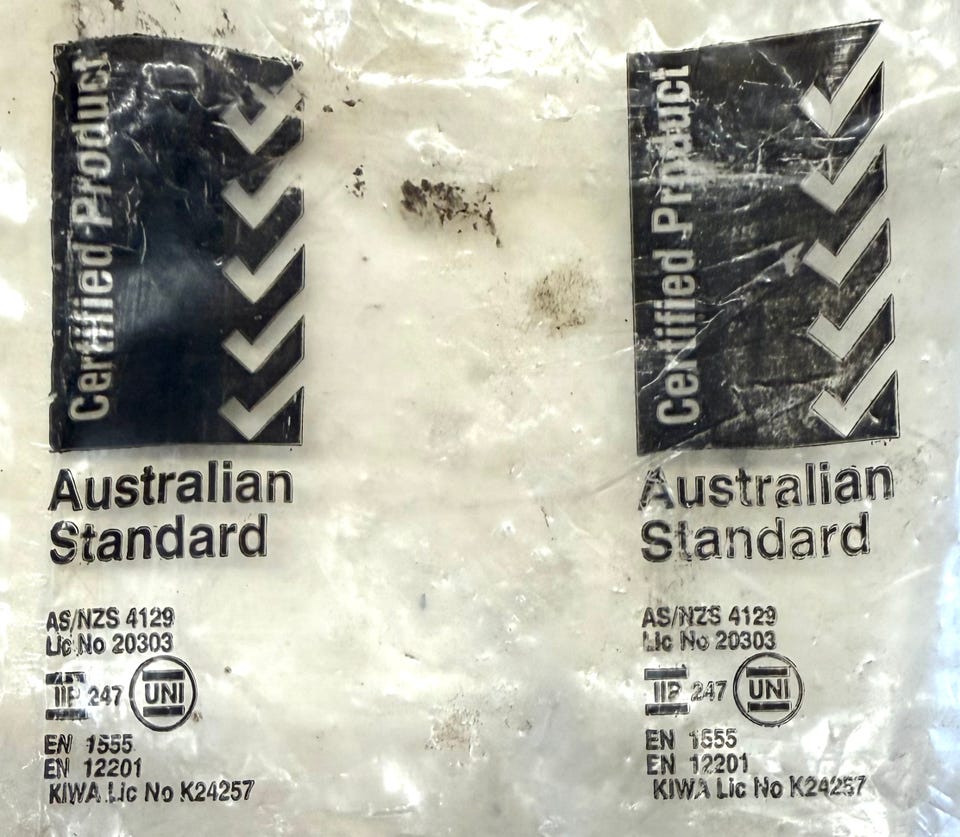 Certified Product
Australian
Standard
AS/NZS 4129
Lic No 20303
IIP 247 UNI
EN 1555
EN 12201
KIWA Lic No K24257
Certified Product
Australian
Standard
AS/NZS 4129
Lic No 20303
IIP 247 UNI
EN 1555
EN 12201
KIWA Lic No K24257